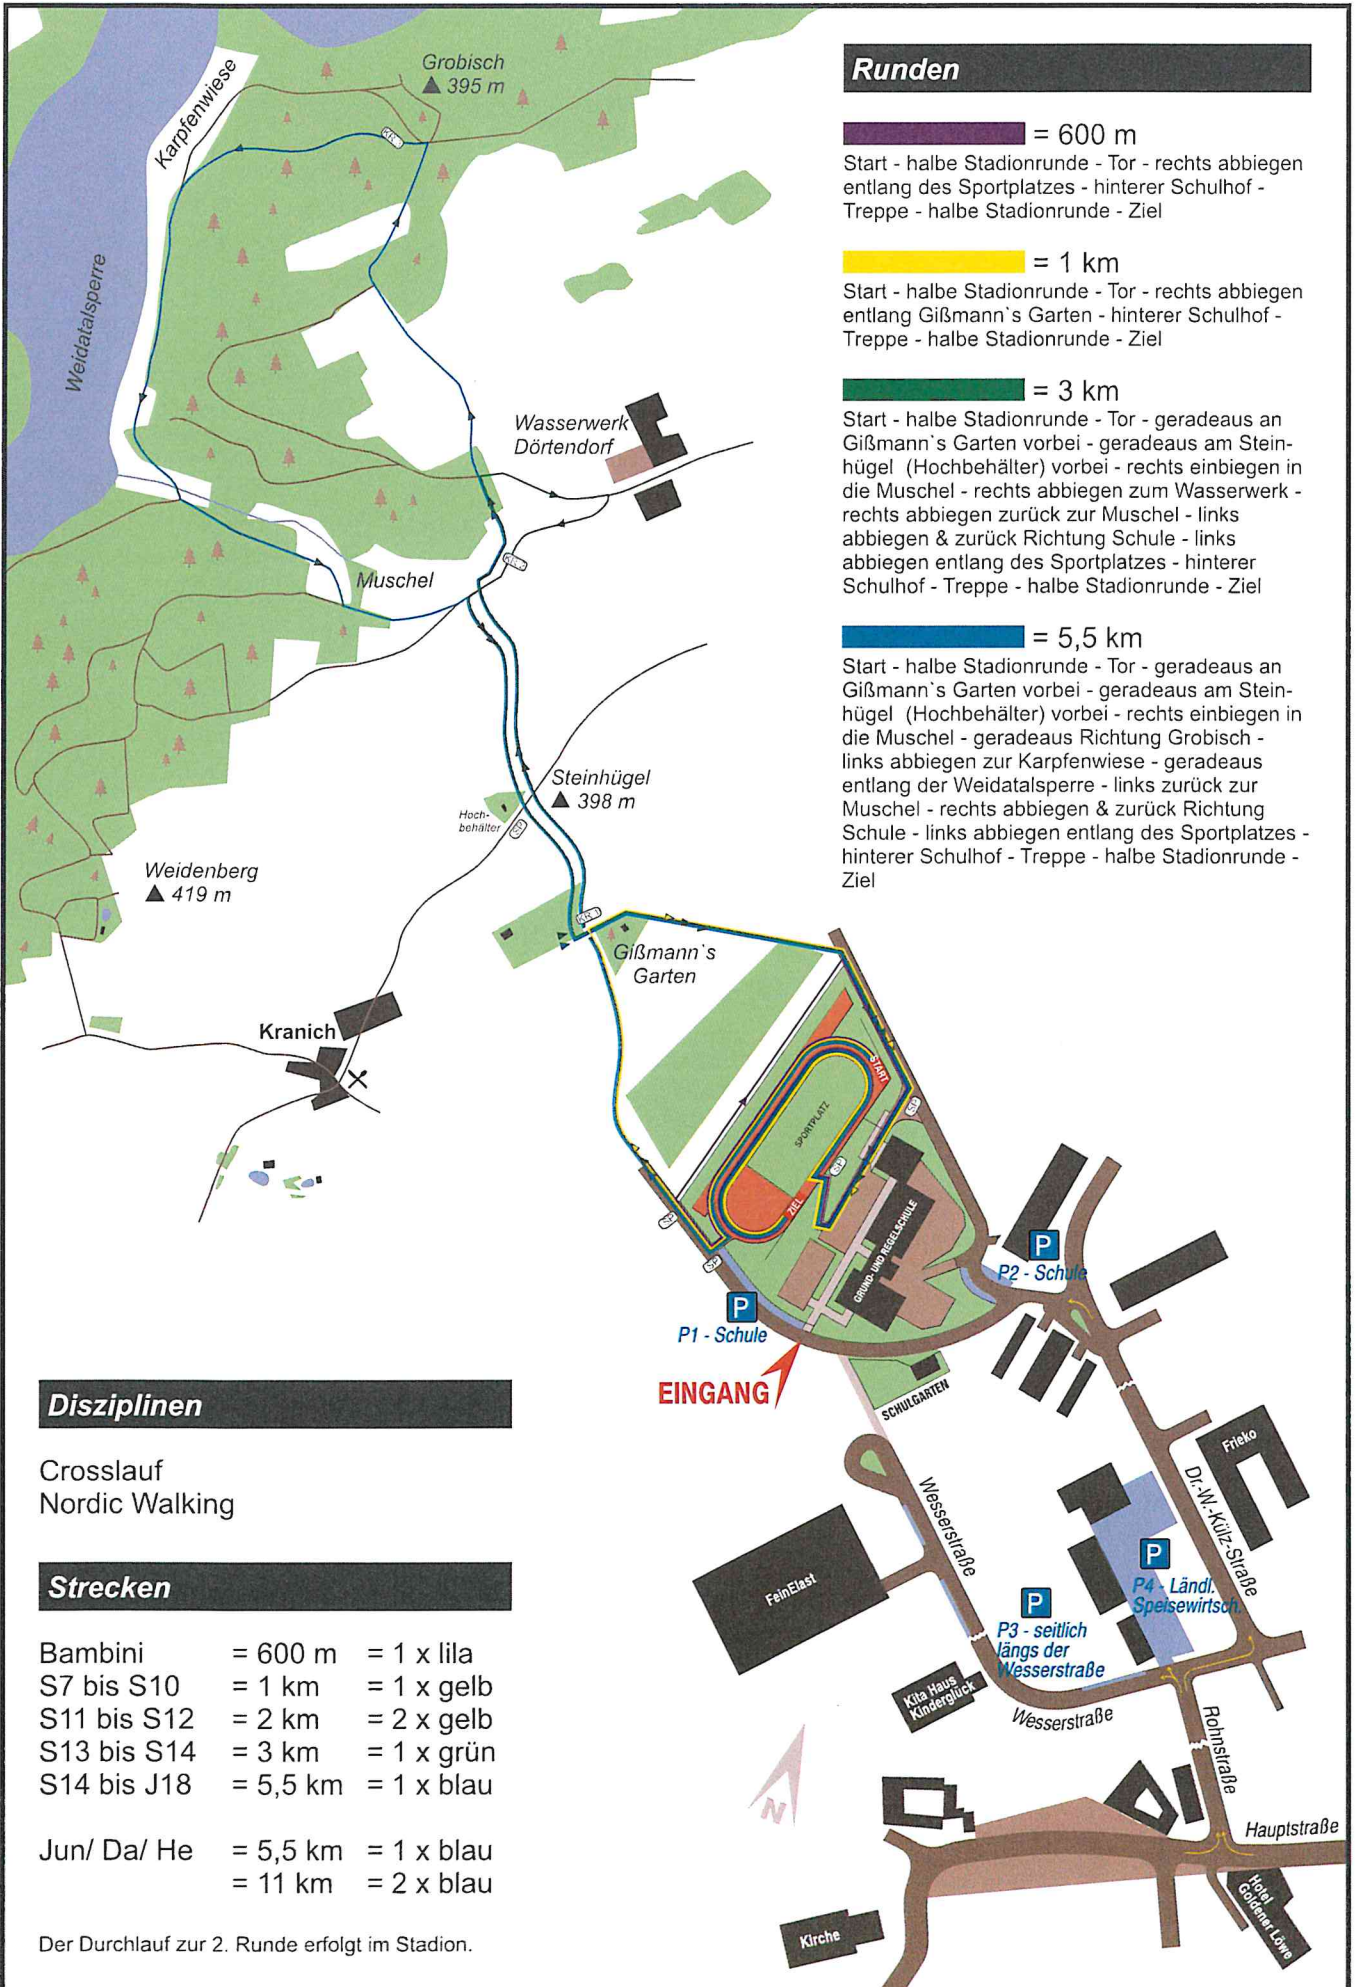 Grobisch
▲ 395 m
Karpfenwiese
Weidatalsperre
Wasserwerk
Dörtendorf
KR 2
Muschel
Steinhügel
▲ 398 m
Hoch-
behälter
SP
Weidenberg
▲ 419 m
KR 1
Gißmann`s
Garten
Kranich
START
SPORTPLATZ
SP
SP
ZIEL
SP
SP
GRUND- UND REGELSCHULE
P
P2 - Schule
P
P1 - Schule
EINGANG
SCHULGARTEN
Frieko
Wesserstraße
Dr.-W.-Külz-Straße
FeinElast
P
P4 - Ländl.
Speisewirtsch.
P
P3 - seitlich
längs der
Wesserstraße
Kita Haus
Kinderglück
Wesserstraße
Rohnstraße
N
Hauptstraße
Hotel
Goldener Löwe
Kirche
Runden
= 600 m
Start - halbe Stadionrunde - Tor - rechts abbiegen
entlang des Sportplatzes - hinterer Schulhof -
Treppe - halbe Stadionrunde - Ziel
= 1 km
Start - halbe Stadionrunde - Tor - rechts abbiegen
entlang Gißmann`s Garten - hinterer Schulhof -
Treppe - halbe Stadionrunde - Ziel
= 3 km
Start - halbe Stadionrunde - Tor - geradeaus an
Gißmann`s Garten vorbei - geradeaus am Stein-
hügel (Hochbehälter) vorbei - rechts einbiegen in
die Muschel - rechts abbiegen zum Wasserwerk -
rechts abbiegen zurück zur Muschel - links
abbiegen & zurück Richtung Schule - links
abbiegen entlang des Sportplatzes - hinterer
Schulhof - Treppe - halbe Stadionrunde - Ziel
= 5,5 km
Start - halbe Stadionrunde - Tor - geradeaus an
Gißmann`s Garten vorbei - geradeaus am Stein-
hügel (Hochbehälter) vorbei - rechts einbiegen in
die Muschel - geradeaus Richtung Grobisch -
links abbiegen zur Karpfenwiese - geradeaus
entlang der Weidatalsperre - links zurück zur
Muschel - rechts abbiegen & zurück Richtung
Schule - links abbiegen entlang des Sportplatzes -
hinterer Schulhof - Treppe - halbe Stadionrunde -
Ziel
Disziplinen
Crosslauf
Nordic Walking
Strecken
Bambini = 600 m = 1 x lila
S7 bis S10 = 1 km = 1 x gelb
S11 bis S12 = 2 km = 2 x gelb
S13 bis S14 = 3 km = 1 x grün
S14 bis J18 = 5,5 km = 1 x blau
Jun/ Da/ He = 5,5 km = 1 x blau
= 11 km = 2 x blau
Der Durchlauf zur 2. Runde erfolgt im Stadion.